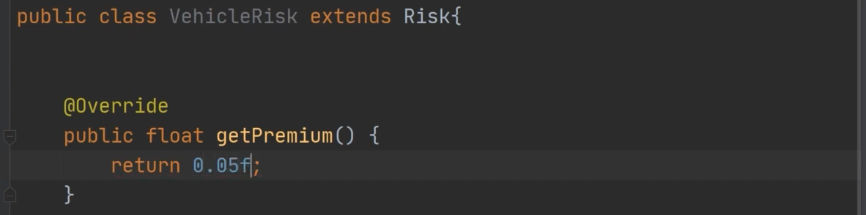 public class VehicleRisk extends Risk{
@Override
public float getPremium() {
return 0.05f;
}